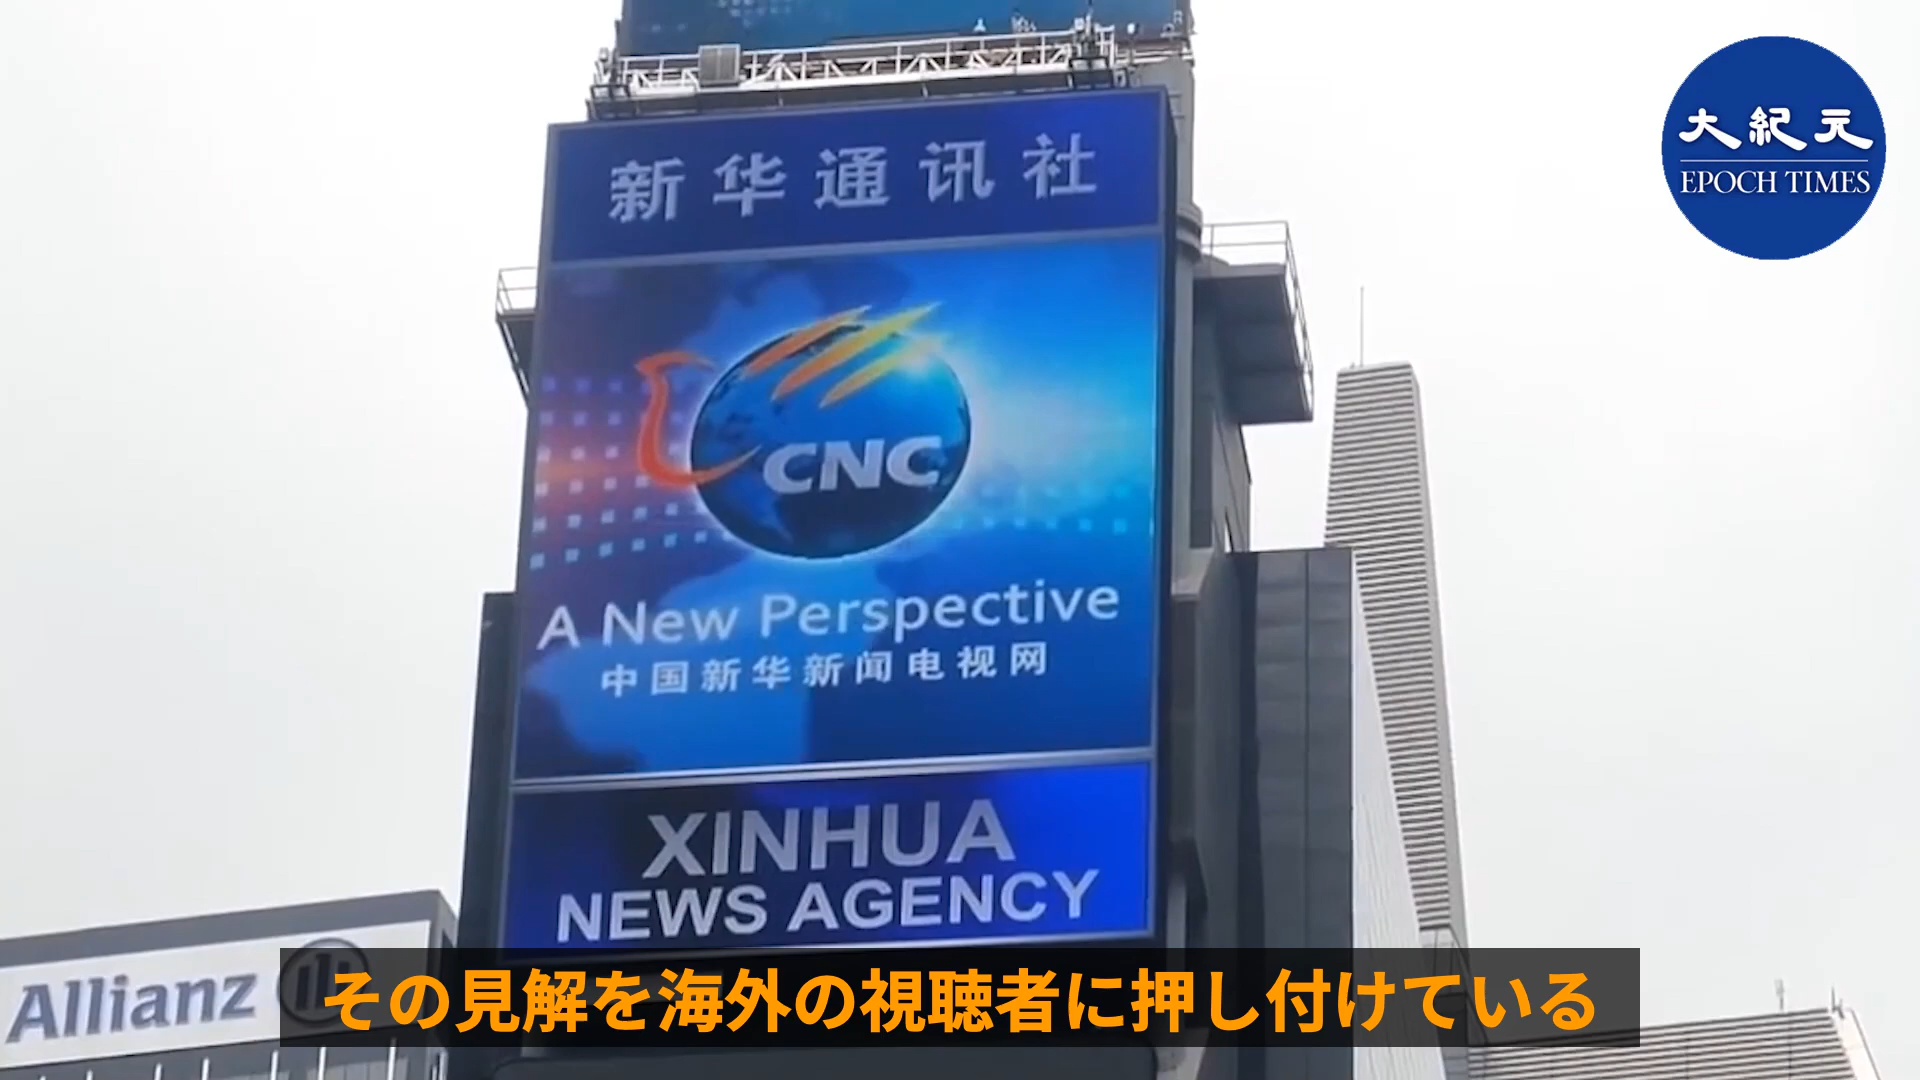 大紀元
EPOCH TIMES
新华通讯社
CNC
A New Perspective
中国新华新闻电视网
XINHUA
NEWS AGENCY
Allianz
その見解を海外の視聴者に押し付けている